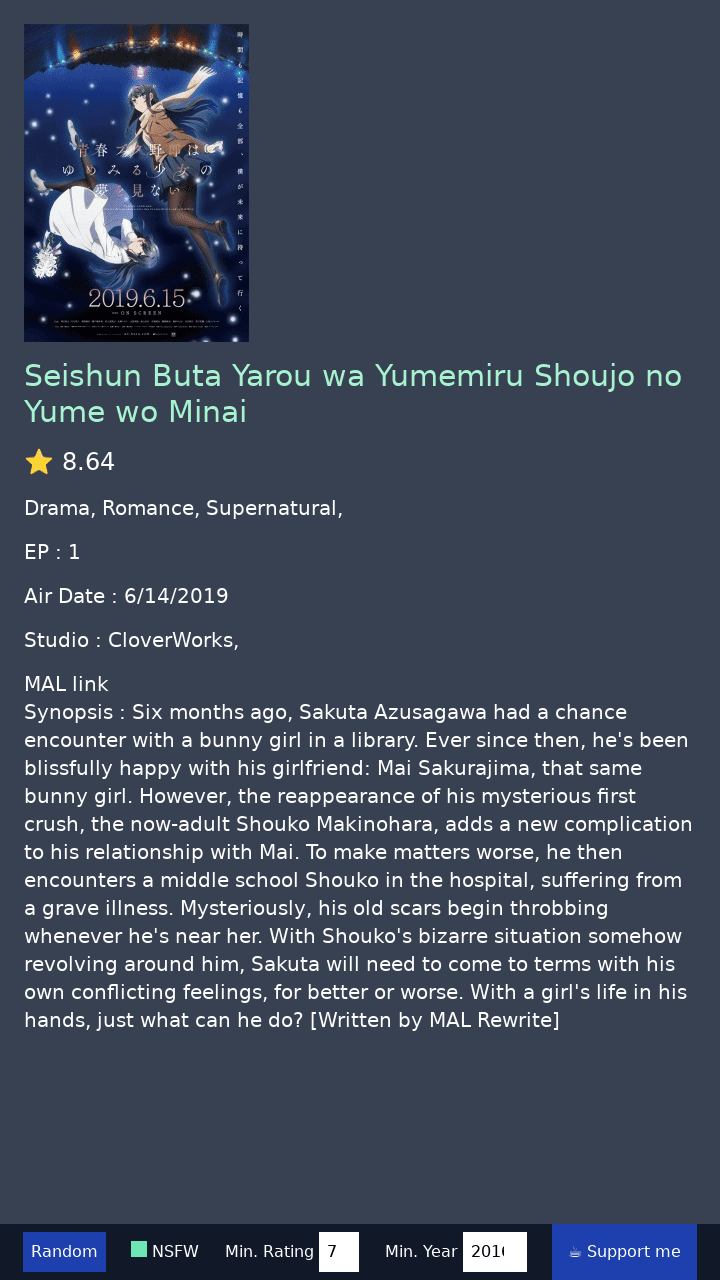 時間も記憶も全部、僕が未来に持って行く
青春ブタ野郎は
ゆめみる少女の
夢を見ない
2019.6.15
ON SCREEN
Seishun Buta Yarou wa Yumemiru Shoujo no
Yume wo Minai
⭐ 8.64
Drama, Romance, Supernatural,
EP : 1
Air Date : 6/14/2019
Studio : CloverWorks,
MAL link
Synopsis : Six months ago, Sakuta Azusagawa had a chance
encounter with a bunny girl in a library. Ever since then, he's been
blissfully happy with his girlfriend: Mai Sakurajima, that same
bunny girl. However, the reappearance of his mysterious first
crush, the now-adult Shouko Makinohara, adds a new complication
to his relationship with Mai. To make matters worse, he then
encounters a middle school Shouko in the hospital, suffering from
a grave illness. Mysteriously, his old scars begin throbbing
whenever he's near her. With Shouko's bizarre situation somehow
revolving around him, Sakuta will need to come to terms with his
own conflicting feelings, for better or worse. With a girl's life in his
hands, just what can he do? [Written by MAL Rewrite]
Random NSFW Min. Rating 7 Min. Year 2016 ☕ Support me